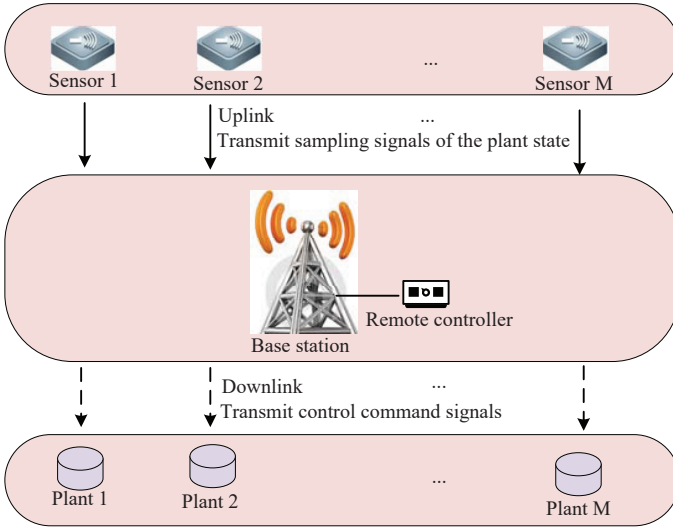 Sensor 1 Sensor 2 ... Sensor M
Uplink ...
Transmit sampling signals of the plant state
Remote controller
Base station
Downlink ...
Transmit control command signals
Plant 1 Plant 2 ... Plant M